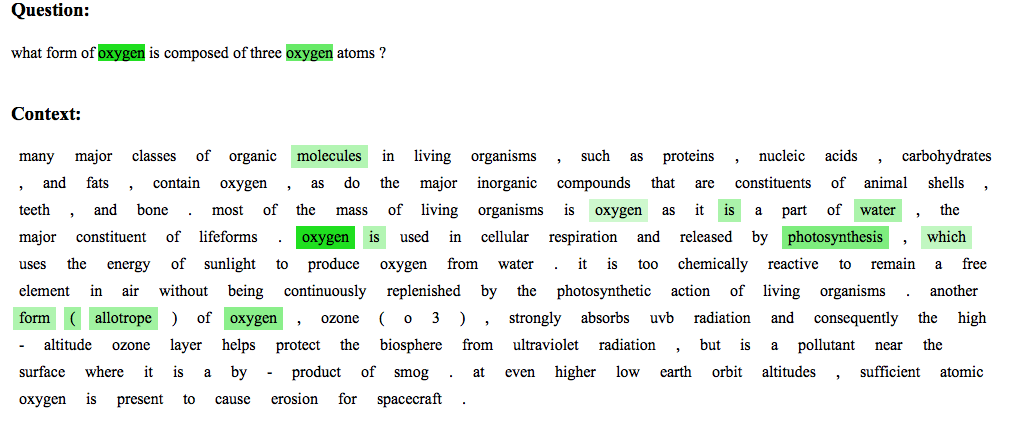 Question:
what form of oxygen is composed of three oxygen atoms ?
Context:
many major classes of organic molecules in living organisms , such as proteins , nucleic acids , carbohydrates
, and fats , contain oxygen , as do the major inorganic compounds that are constituents of animal shells ,
teeth , and bone . most of the mass of living organisms is oxygen as it is a part of water , the
major constituent of lifeforms . oxygen is used in cellular respiration and released by photosynthesis , which
uses the energy of sunlight to produce oxygen from water . it is too chemically reactive to remain a free
element in air without being continuously replenished by the photosynthetic action of living organisms . another
form ( allotrope ) of oxygen , ozone ( o 3 ) , strongly absorbs uvb radiation and consequently the high
- altitude ozone layer helps protect the biosphere from ultraviolet radiation , but is a pollutant near the
surface where it is a by - product of smog . at even higher low earth orbit altitudes , sufficient atomic
oxygen is present to cause erosion for spacecraft .